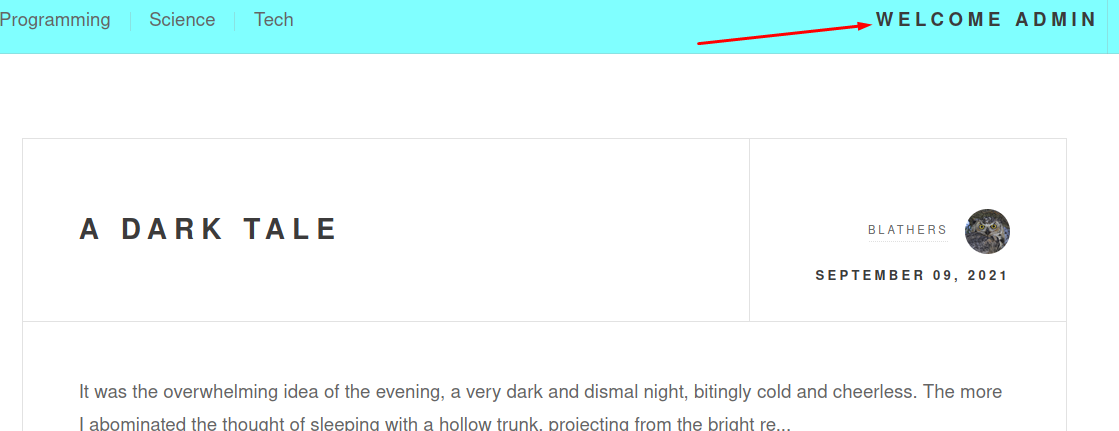 Programming Science Tech WELCOME ADMIN
A DARK TALE
BLATHERS
SEPTEMBER 09, 2021
It was the overwhelming idea of the evening, a very dark and dismal night, bitingly cold and cheerless. The more
I abominated the thought of sleeping with a hollow trunk, projecting from the bright re...